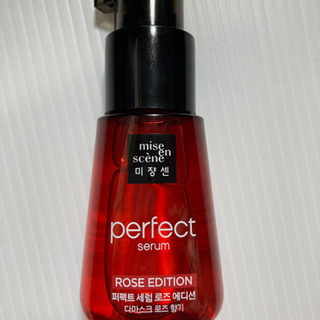 mise
en
scène
미쟝센
perfect
serum
ROSE EDITION
퍼펙트 세럼 로즈 에디션
다마스크 로즈 향기